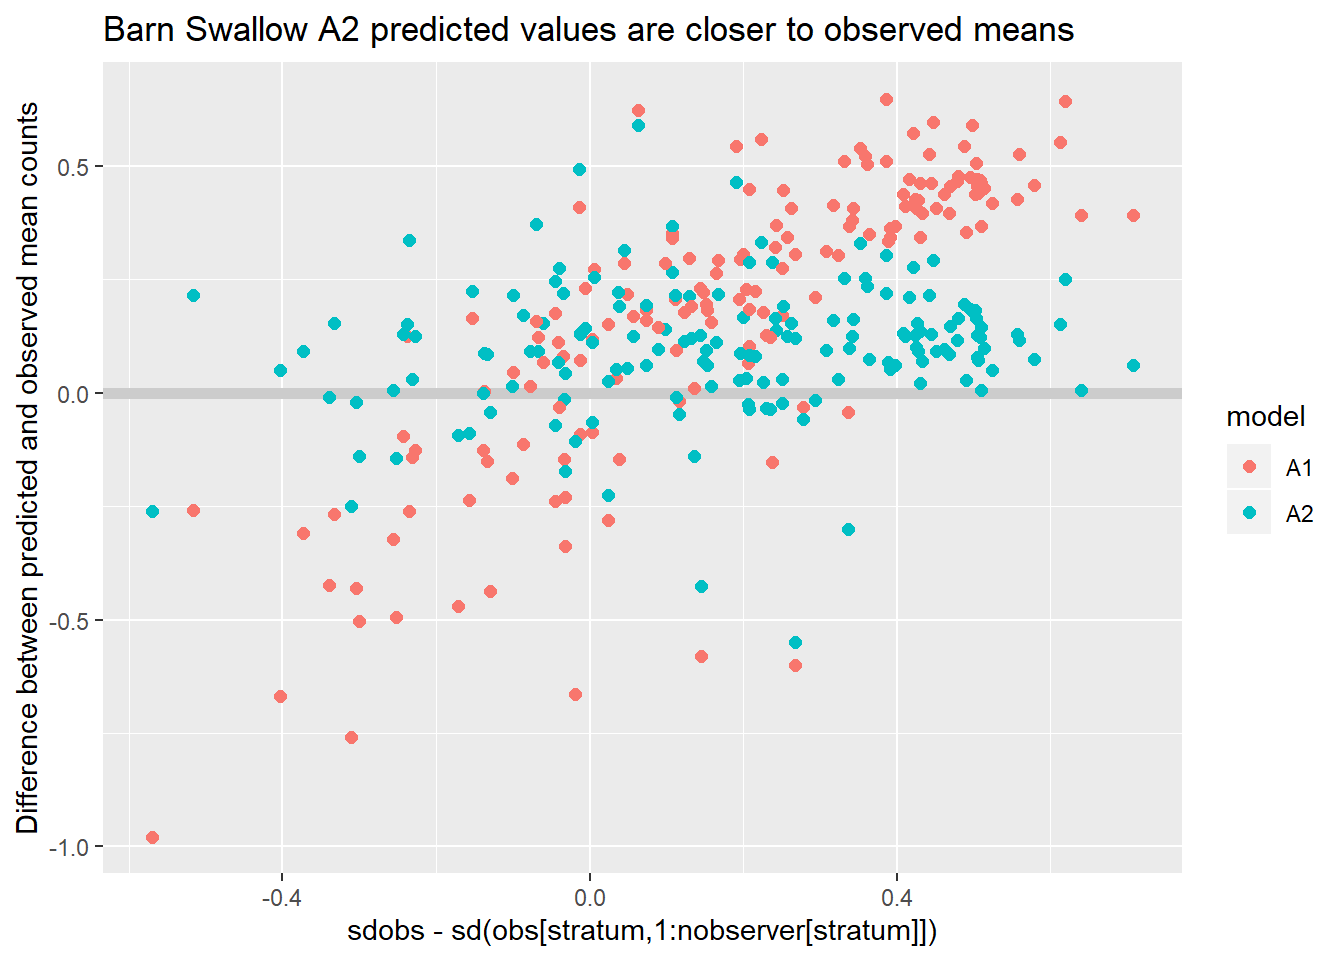 Barn Swallow A2 predicted values are closer to observed means
Difference between predicted and observed mean counts
0.5
0.0
-0.5
-1.0
-0.4
0.0
0.4
sdobs - sd(obs[stratum,1:nobserver[stratum]])
model
A1
A2